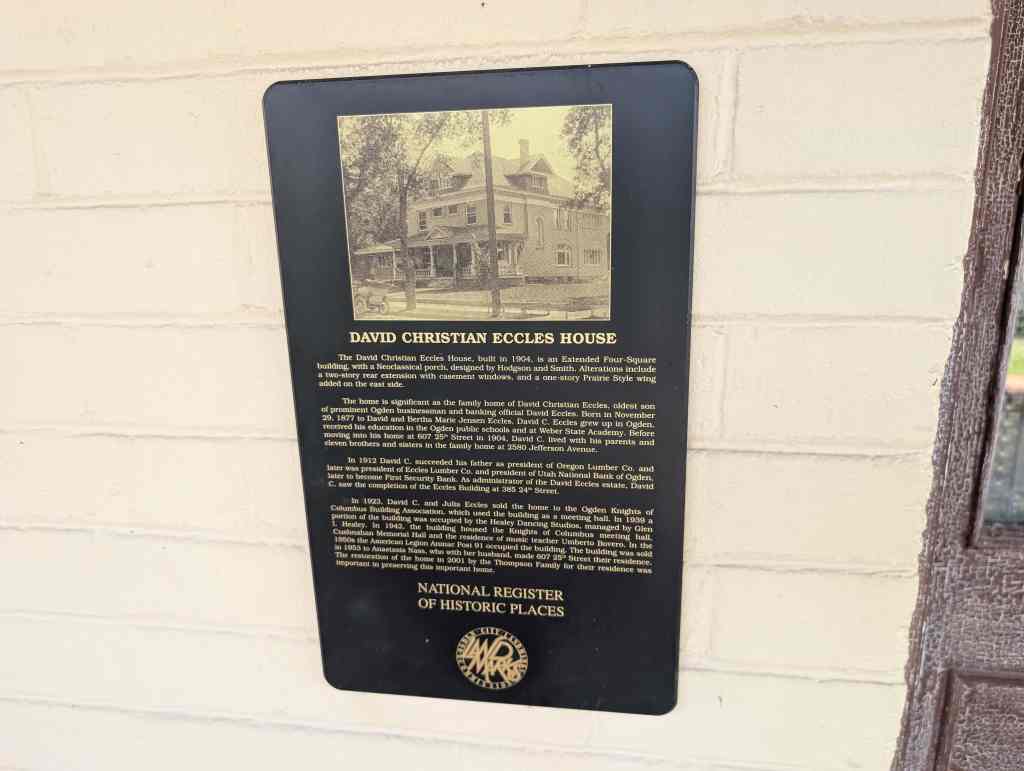 DAVID CHRISTIAN ECCLES HOUSE
The David Christian Eccles House, built in 1904, is an Extended Four-Square
building, with a Neoclassical porch, designed by Hodgson and Smith. Alterations include
a two-story rear extension with casement windows, and a one-story Prairie Style wing
added on the east side.
The home is significant as the family home of David Christian Eccles, oldest son
of prominent Ogden businessman and banking official David Eccles. Born in November
29, 1877 to David and Bertha Marie Jensen Eccles, David C. Eccles grew up in Ogden,
received his education in the Ogden public schools and at Weber State Academy. Before
moving into his home at 607 25th Street in 1904, David C. lived with his parents and
eleven brothers and sisters in the family home at 2580 Jefferson Avenue.
In 1912 David C. succeeded his father as president of Oregon Lumber Co. and
later was president of Eccles Lumber Co. and president of Utah National Bank of Ogden,
later to become First Security Bank. As administrator of the David Eccles estate, David
C. saw the completion of the Eccles Building at 385 24th Street.
In 1923, David C. and Julia Eccles sold the home to the Ogden Knights of
Columbus Building Association, which used the building as a meeting hall. In 1939 a
portion of the building was occupied by the Healey Dancing Studios, managed by Glen
I. Healey. In 1943, the building housed the Knights of Columbus meeting hall,
Cushnahan Memorial Hall and the residence of music teacher Umberto Bovero. In the
1950s the American Legion Anmar Post 91 occupied the building. The building was sold
in 1953 to Anastasia Nass, who with her husband, made 607 25th Street their residence.
The restoration of the home in 2001 by the Thompson Family for their residence was
important in preserving this important home.
NATIONAL REGISTER
OF HISTORIC PLACES
OGDEN CITY LANDMARKS
LANDMARKS